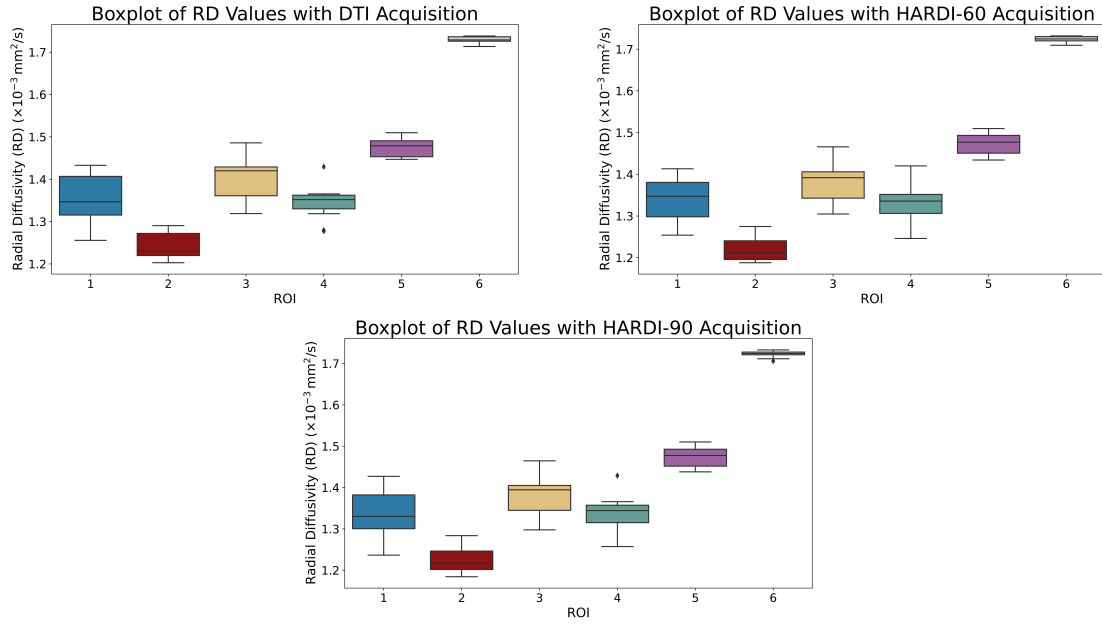 Boxplot of RD Values with DTI Acquisition
Radial Diffusivity (RD) (×10⁻³ mm²/s)
1.7
1.6
1.5
1.4
1.3
1.2
1 2 3 4 5 6
ROI
Boxplot of RD Values with HARDI-60 Acquisition
Radial Diffusivity (RD) (×10⁻³ mm²/s)
1.7
1.6
1.5
1.4
1.3
1.2
1 2 3 4 5 6
ROI
Boxplot of RD Values with HARDI-90 Acquisition
Radial Diffusivity (RD) (×10⁻³ mm²/s)
1.7
1.6
1.5
1.4
1.3
1.2
1 2 3 4 5 6
ROI